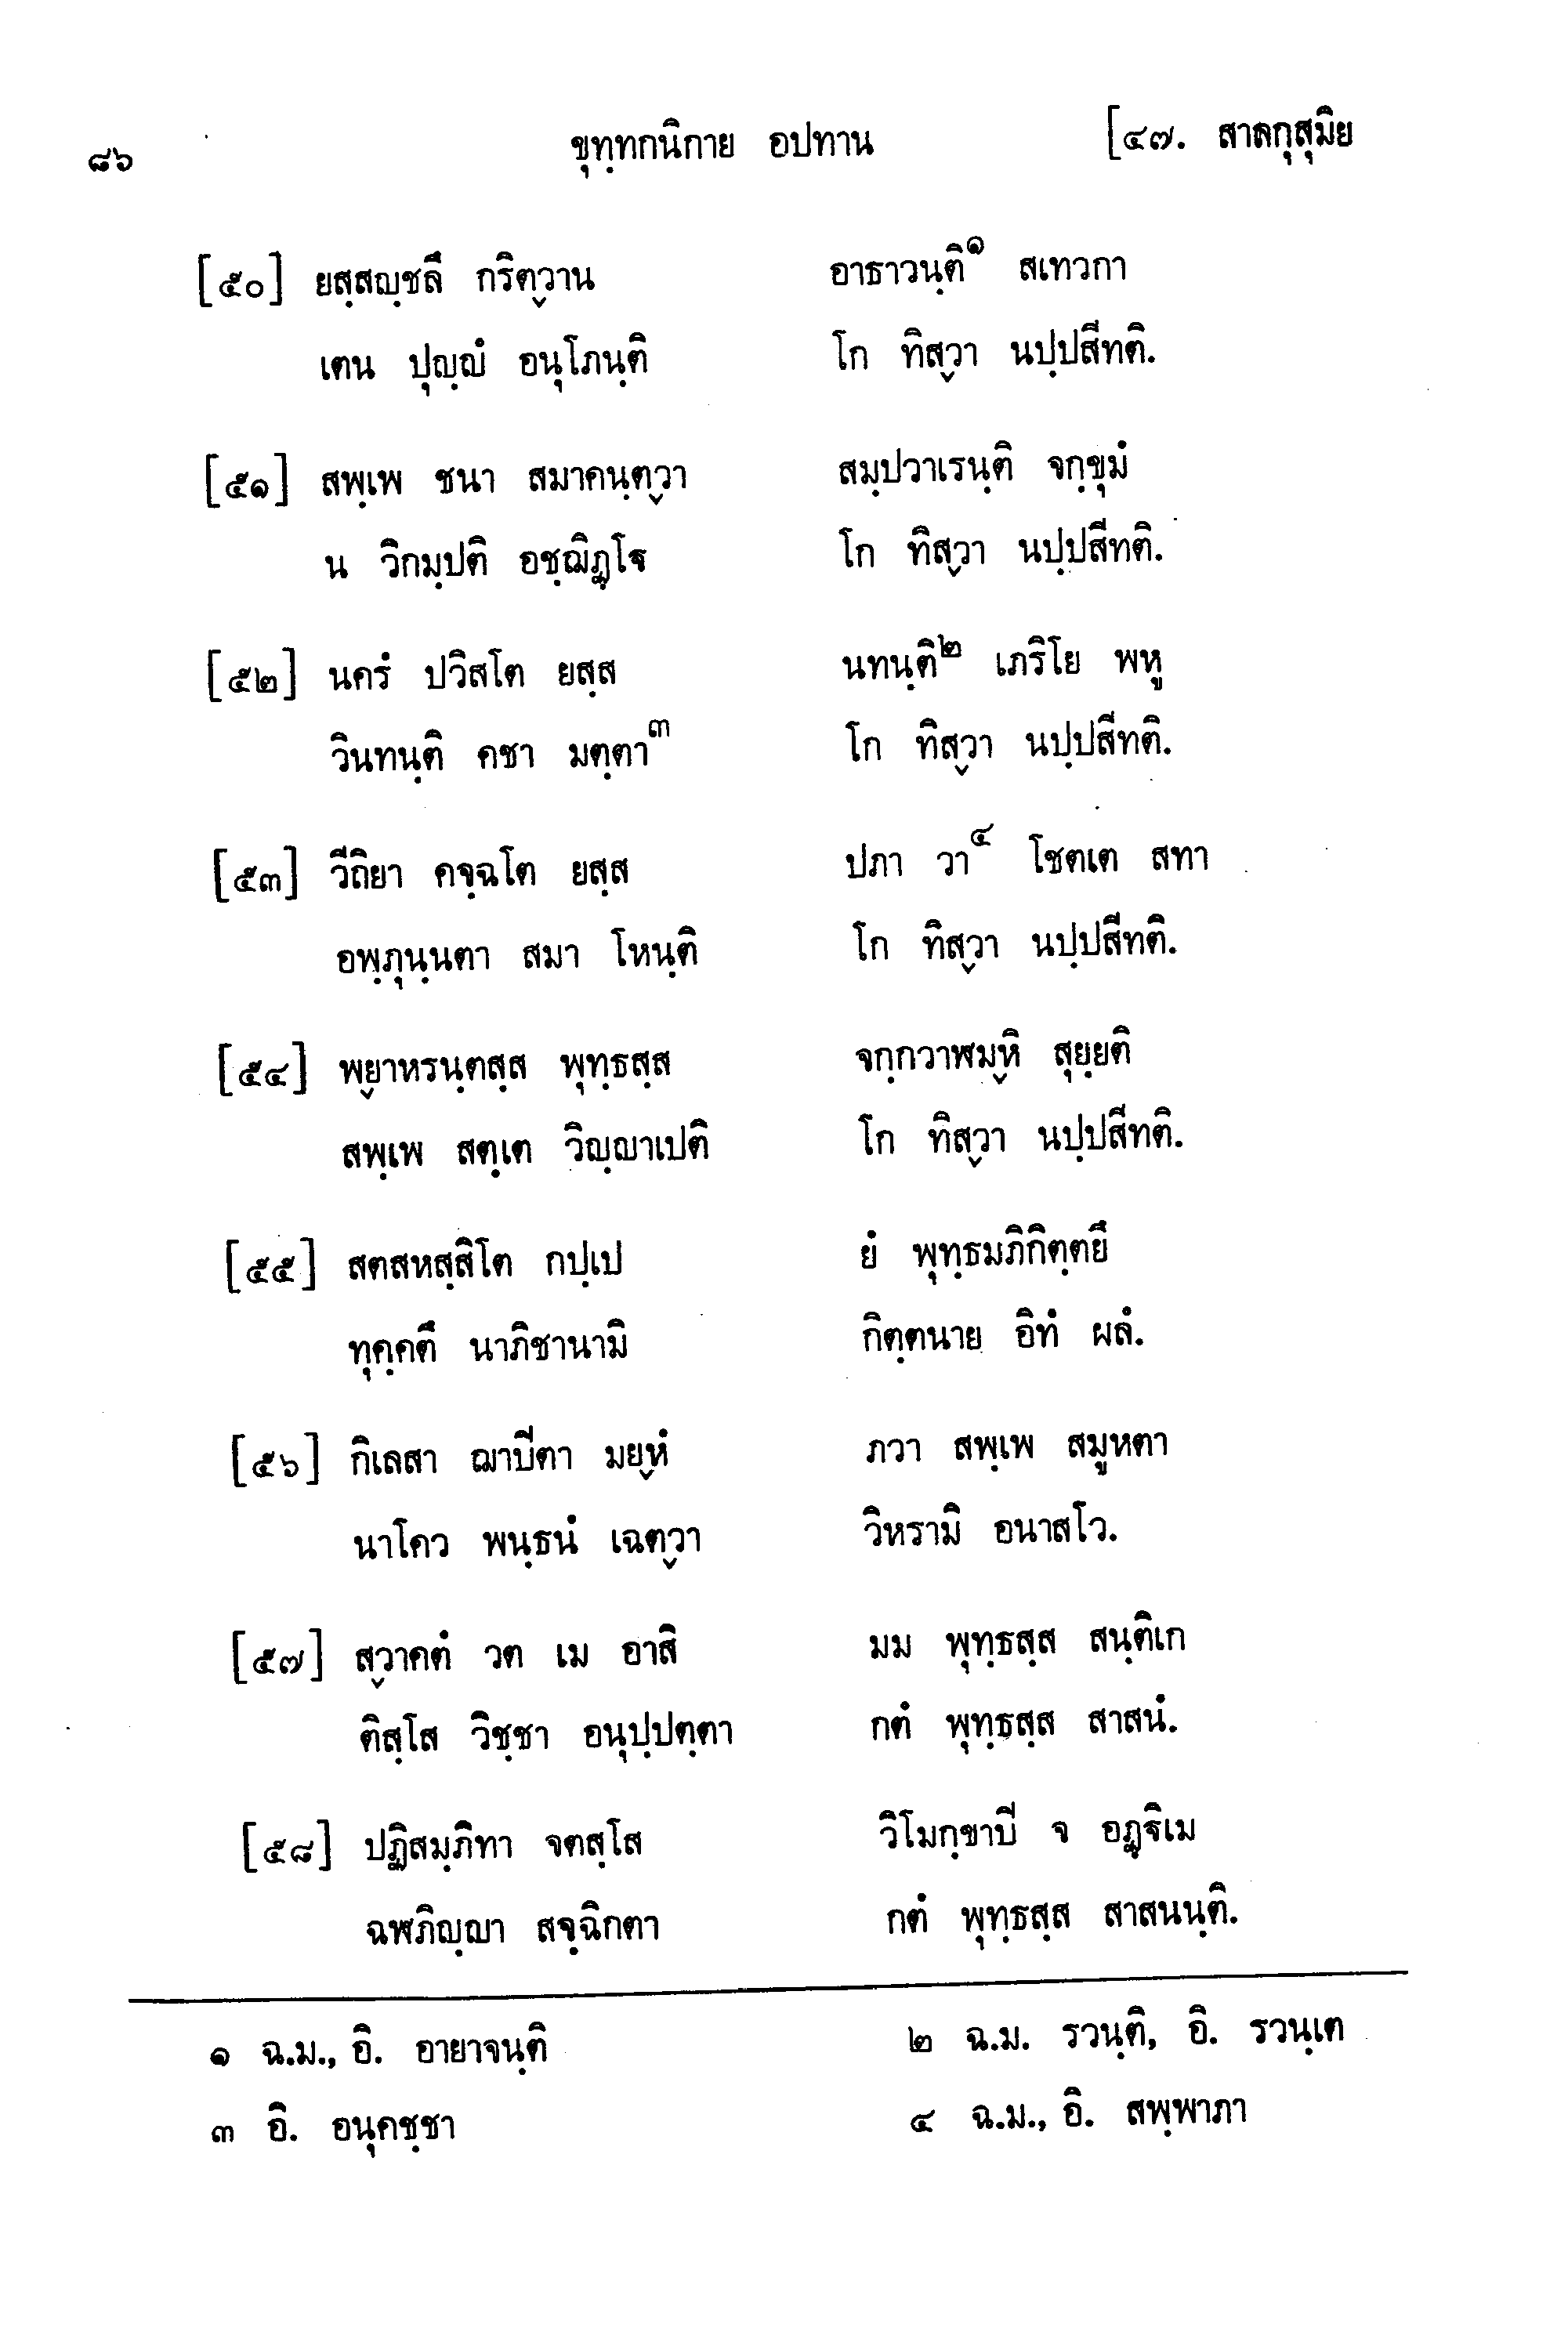 ๘๖ ขุทฺทกนิกาย อปทาน [๔๗. สาลกุสุมิย
[๕๐] ยสฺสญฺชลึ กริตฺวาน อาธาวนฺติ๑ สเทวกา
เตน ปุญฺญํ อนุโภนฺติ โก ทิสฺวา นปฺปสีทติ.
[๕๑] สพฺเพ ชนา สมาคนฺตฺวา สมฺปวาเรนฺติ จกฺขุมํ
น วิกมฺปติ อชฺฌิฏฺโฐ โก ทิสฺวา นปฺปสีทติ.
[๕๒] นครํ ปวิสโต ยสฺส นทนฺติ๒ เภริโย พหู
วินทนฺติ คชา มตฺตา๓ โก ทิสฺวา นปฺปสีทติ.
[๕๓] วีถิยา คจฺฉโต ยสฺส ปภา วา๔ โชตเต สทา
อพฺภุนฺนตา สมา โหนฺติ โก ทิสฺวา นปฺปสีทติ.
[๕๔] พฺยาหรนฺตสฺส พุทฺธสฺส จกฺกวาฬมฺหิ สุยฺยติ
สพฺเพ สตฺเต วิญฺญาเปติ โก ทิสฺวา นปฺปสีทติ.
[๕๕] สตสหสฺสิโต กปฺเป ยํ พุทฺธมภิกิตฺตยึ
ทุคฺคตึ นาภิชานามิ กิตฺตนาย อิทํ ผลํ.
[๕๖] กิเลสา ฌาปิตา มยฺหํ ภวา สพฺเพ สมูหตา
นาโคว พนฺธนํ เฉตฺวา วิหรามิ อนาสโว.
[๕๗] สฺวาคตํ วต เม อาสิ มม พุทฺธสฺส สนฺติเก
ติสฺโส วิชฺชา อนุปฺปตฺตา กตํ พุทฺธสฺส สาสนํ.
[๕๘] ปฏิสมฺภิทา จตสฺโส วิโมกฺขาปิ จ อฏฺฐิเม
ฉฬภิญฺญา สจฺฉิกตา กตํ พุทฺธสฺส สาสนนฺติ.
๑ ฉ.ม., อิ. อายาจนฺติ ๒ ฉ.ม. รวนฺติ, อิ. รวนฺเต
๓ อิ. อนุคชฺชา ๔ ฉ.ม., อิ. สพฺพาภา